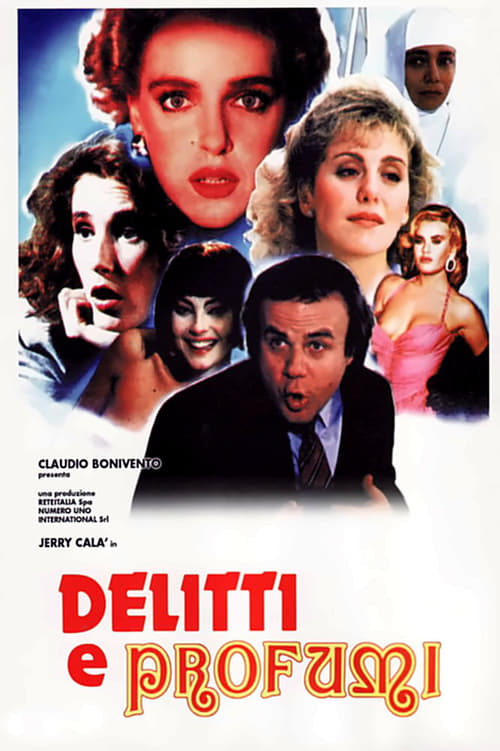 CLAUDIO BONIVENTO
presenta
una produzione
RETEITALIA Spa
NUMERO UNO
INTERNATIONAL Srl
JERRY CALA' in
DELITTI
e PROFUMI